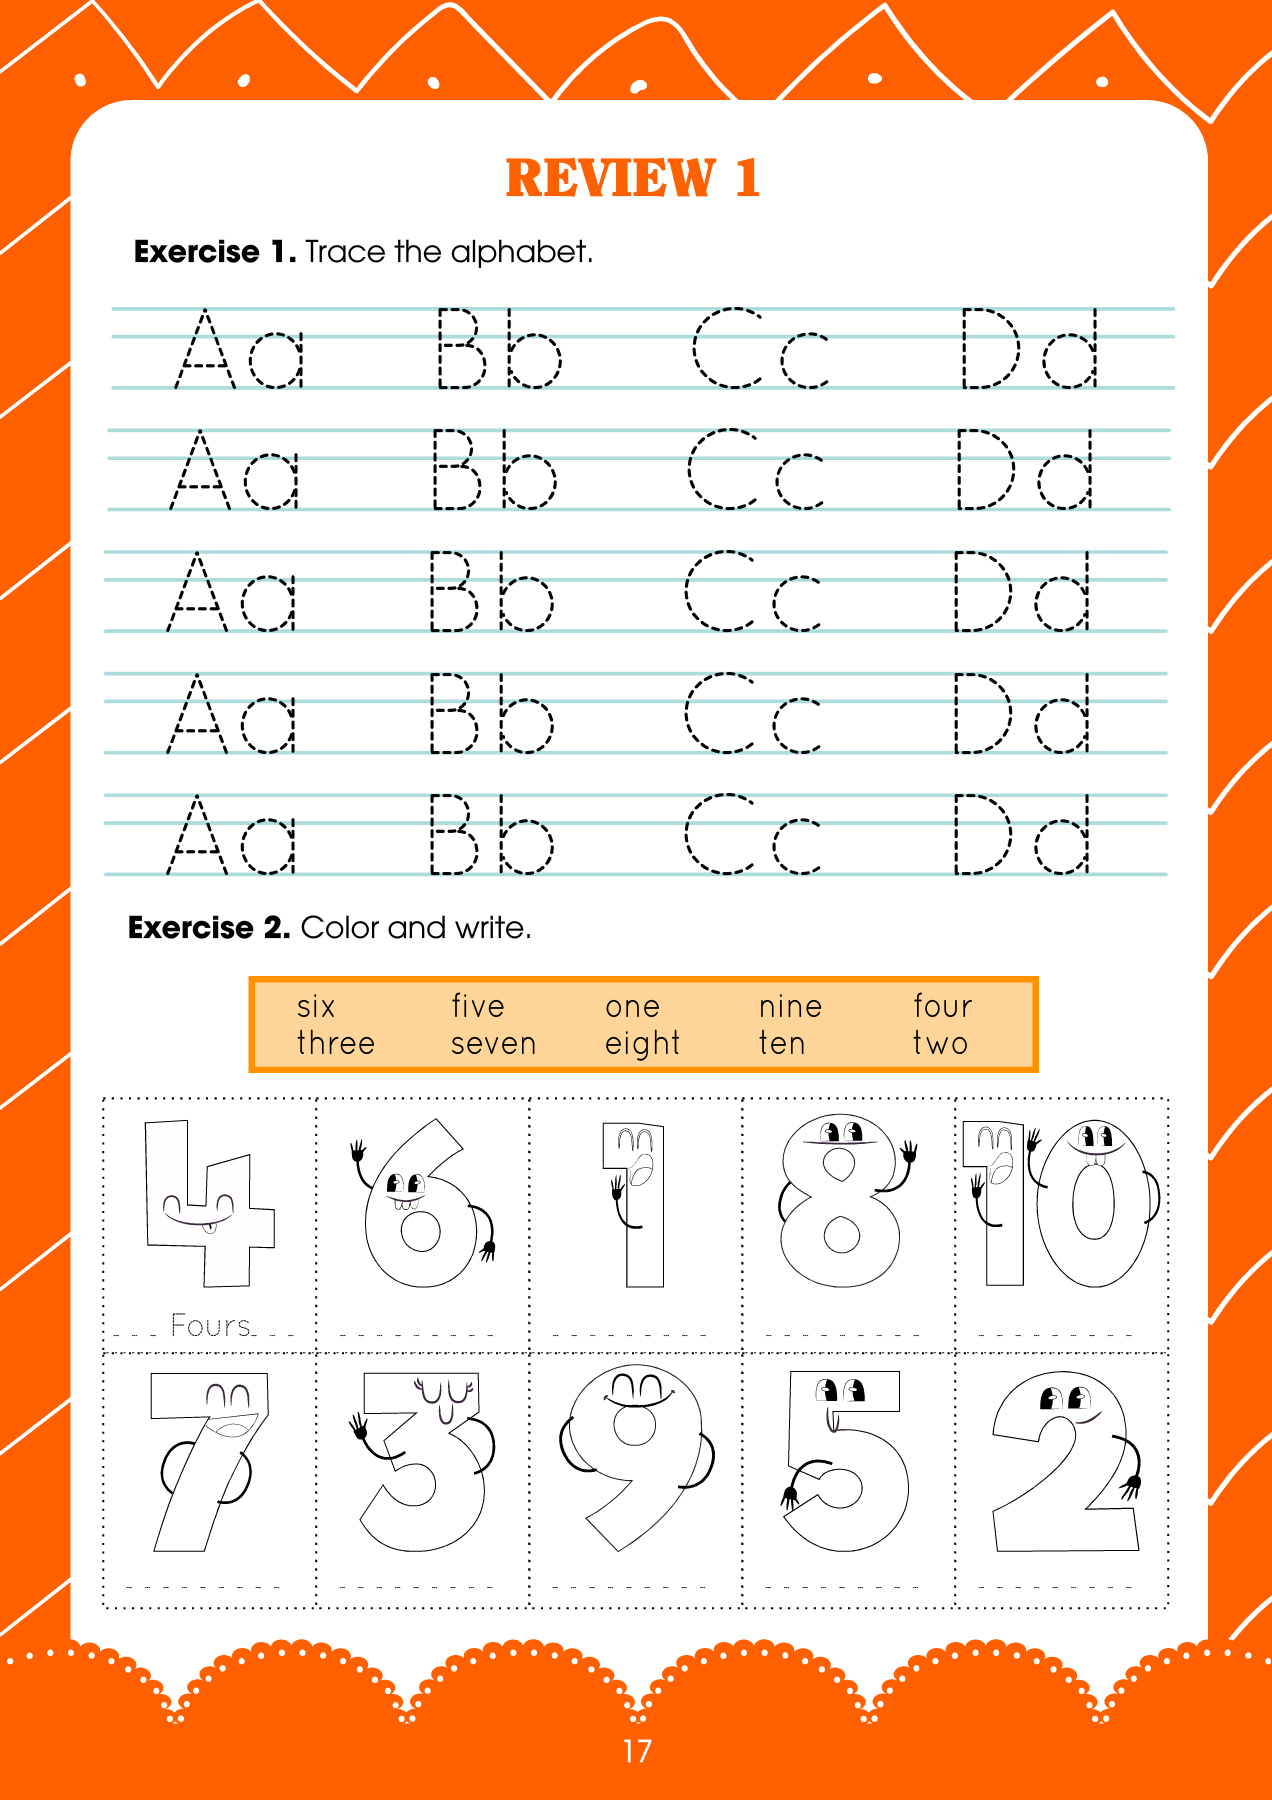 REVIEW 1
Exercise 1. Trace the alphabet.
Aa Bb Cc Dd
Aa Bb Cc Dd
Aa Bb Cc Dd
Aa Bb Cc Dd
Aa Bb Cc Dd
Exercise 2. Color and write.
six five one nine four
three seven eight ten two
4 6 1 8 10
Fours
7 3 9 5 2
17